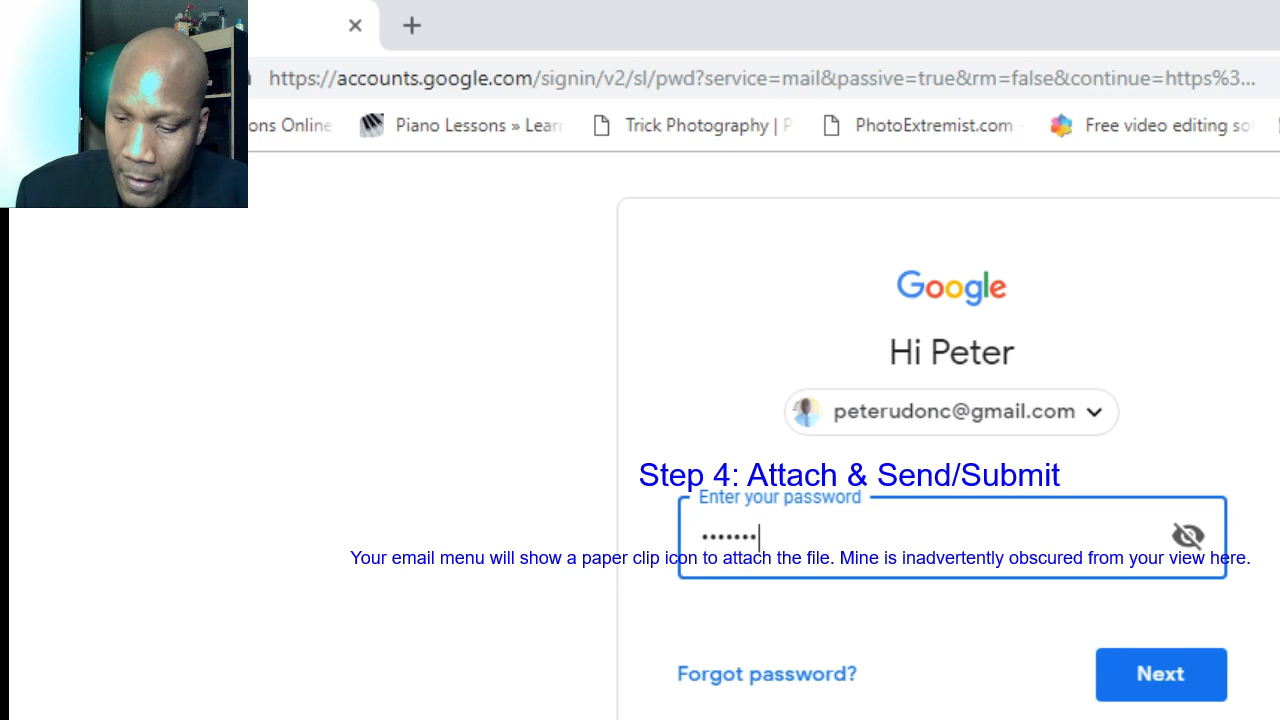 https://accounts.google.com/signin/v2/sl/pwd?service=mail&passive=true&rm=false&continue=https%3...
ons Online
Piano Lessons » Lear
Trick Photography | P
PhotoExtremist.com -
Free video editing so
Google
Hi Peter
peterudonc@gmail.com
Step 4: Attach & Send/Submit
Enter your password
•••••••
Your email menu will show a paper clip icon to attach the file. Mine is inadvertently obscured from your view here.
Forgot password?
Next